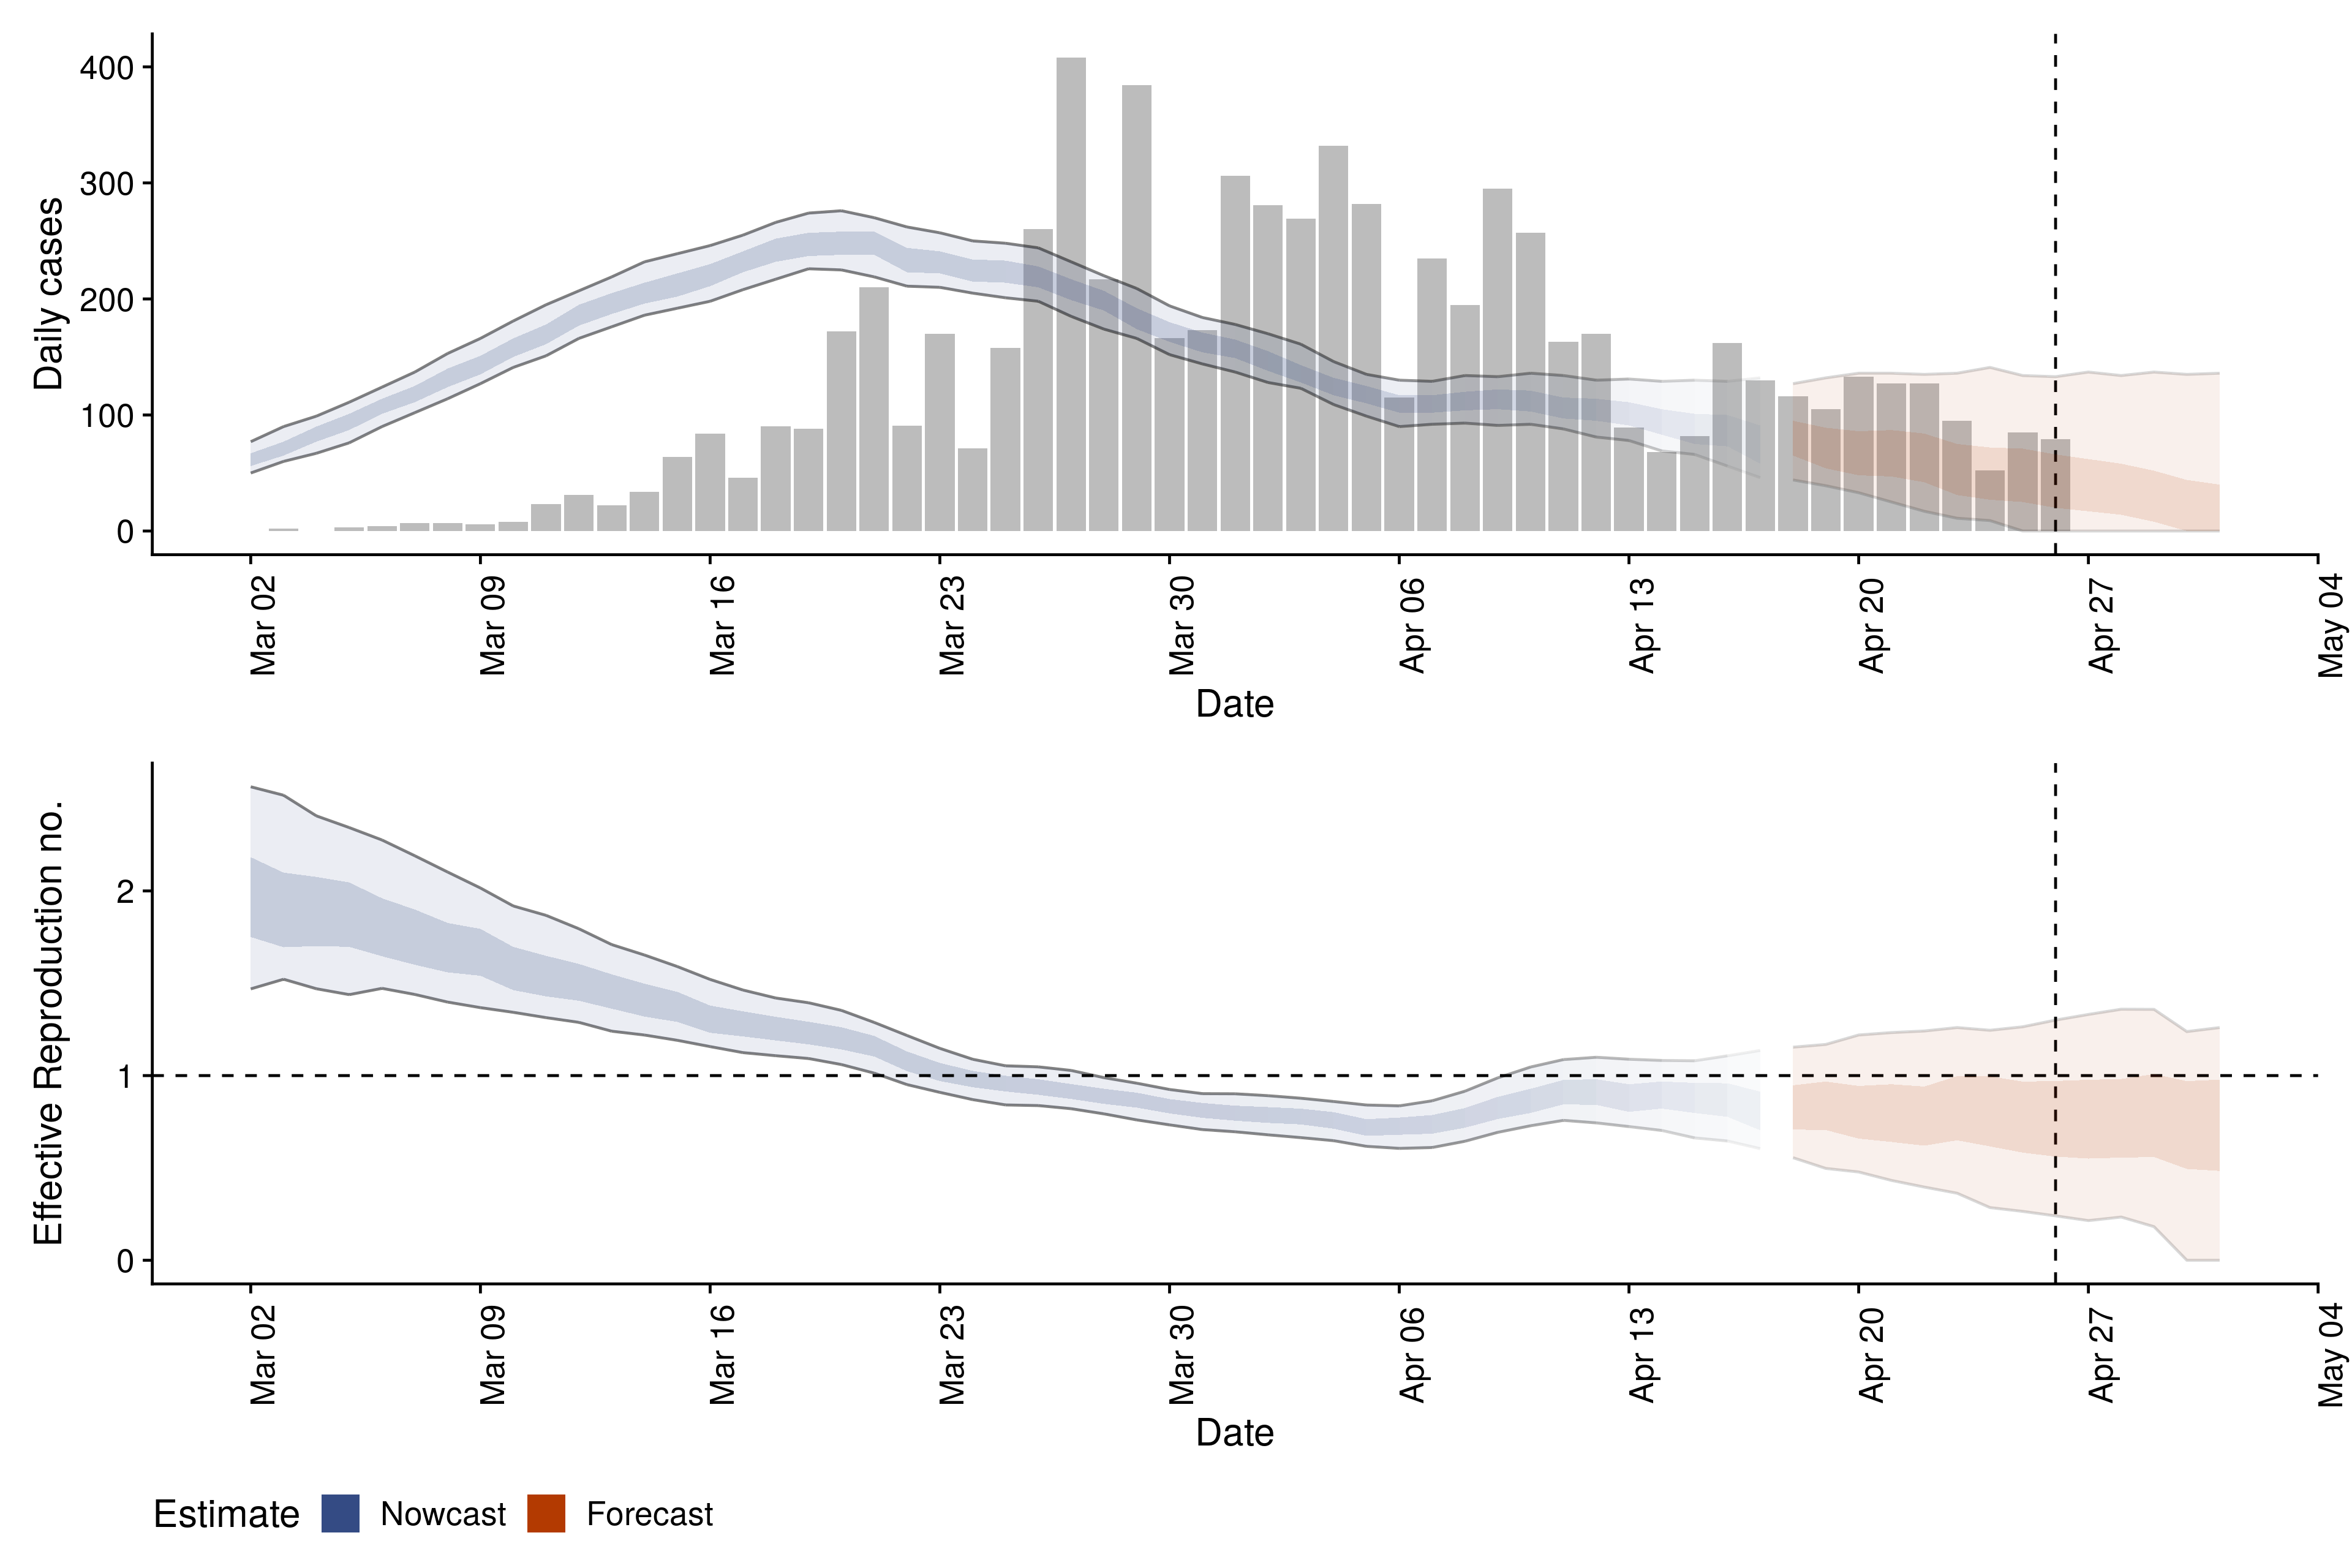 Daily cases
400
300
200
100
0
Mar 02
Mar 09
Mar 16
Mar 23
Mar 30
Apr 06
Apr 13
Apr 20
Apr 27
May 04
Date
Effective Reproduction no.
2
1
0
Mar 02
Mar 09
Mar 16
Mar 23
Mar 30
Apr 06
Apr 13
Apr 20
Apr 27
May 04
Date
Estimate Nowcast Forecast